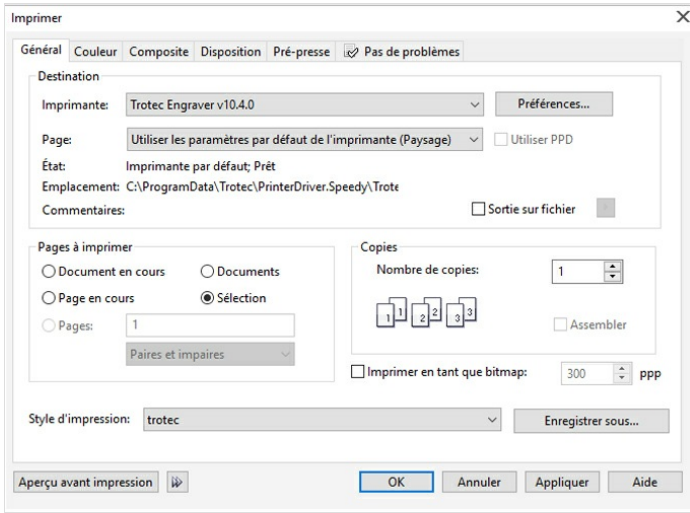 Imprimer
Général Couleur Composite Disposition Pré-presse Pas de problèmes
Destination
Imprimante: Trotec Engraver v10.4.0 Préférences...
Page: Utiliser les paramètres par défaut de l'imprimante (Paysage) Utiliser PPD
État: Imprimante par défaut; Prêt
Emplacement: C:\ProgramData\Trotec\PrinterDriver.Speedy\Trote
Commentaires: Sortie sur fichier
Pages à imprimer
Document en cours Documents
Page en cours Sélection
Pages: 1
Paires et impaires
Copies
Nombre de copies: 1
1 1 2 2 3 3
Assembler
Imprimer en tant que bitmap: 300 ppp
Style d'impression: trotec Enregistrer sous...
Aperçu avant impression OK Annuler Appliquer Aide